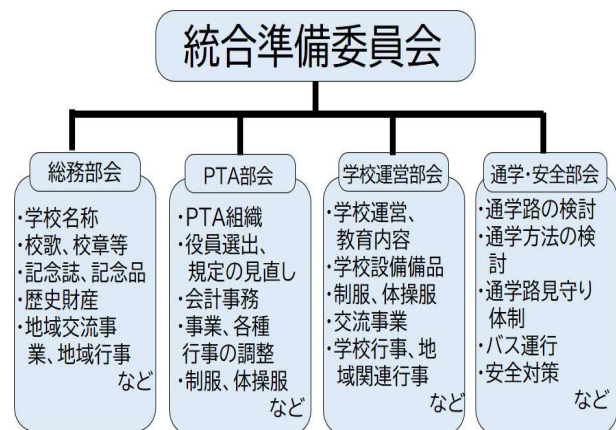 統合準備委員会
総務部会
・学校名称
・校歌、校章等
・記念誌、記念品
・歴史財産
・地域交流事
業、地域行事
など
PTA部会
・PTA組織
・役員選出、
規定の見直し
・会計事務
・事業、各種
行事の調整
・制服、体操服
など
学校運営部会
・学校運営、
教育内容
・学校設備備品
・制服、体操服
・交流事業
・学校行事、地
域関連行事
など
通学・安全部会
・通学路の検討
・通学方法の検
討
・通学路見守り
体制
・バス運行
・安全対策
など